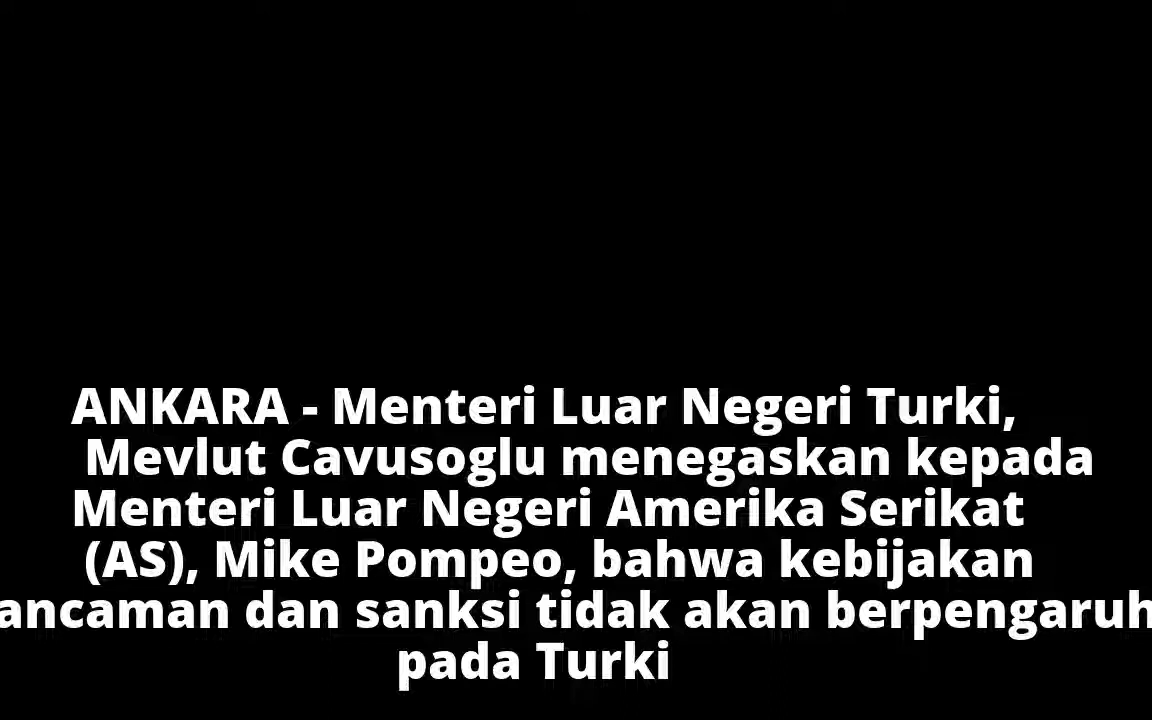 ANKARA - Menteri Luar Negeri Turki,
Mevlut Cavusoglu menegaskan kepada
Menteri Luar Negeri Amerika Serikat
(AS), Mike Pompeo, bahwa kebijakan
ancaman dan sanksi tidak akan berpengaruh
pada Turki